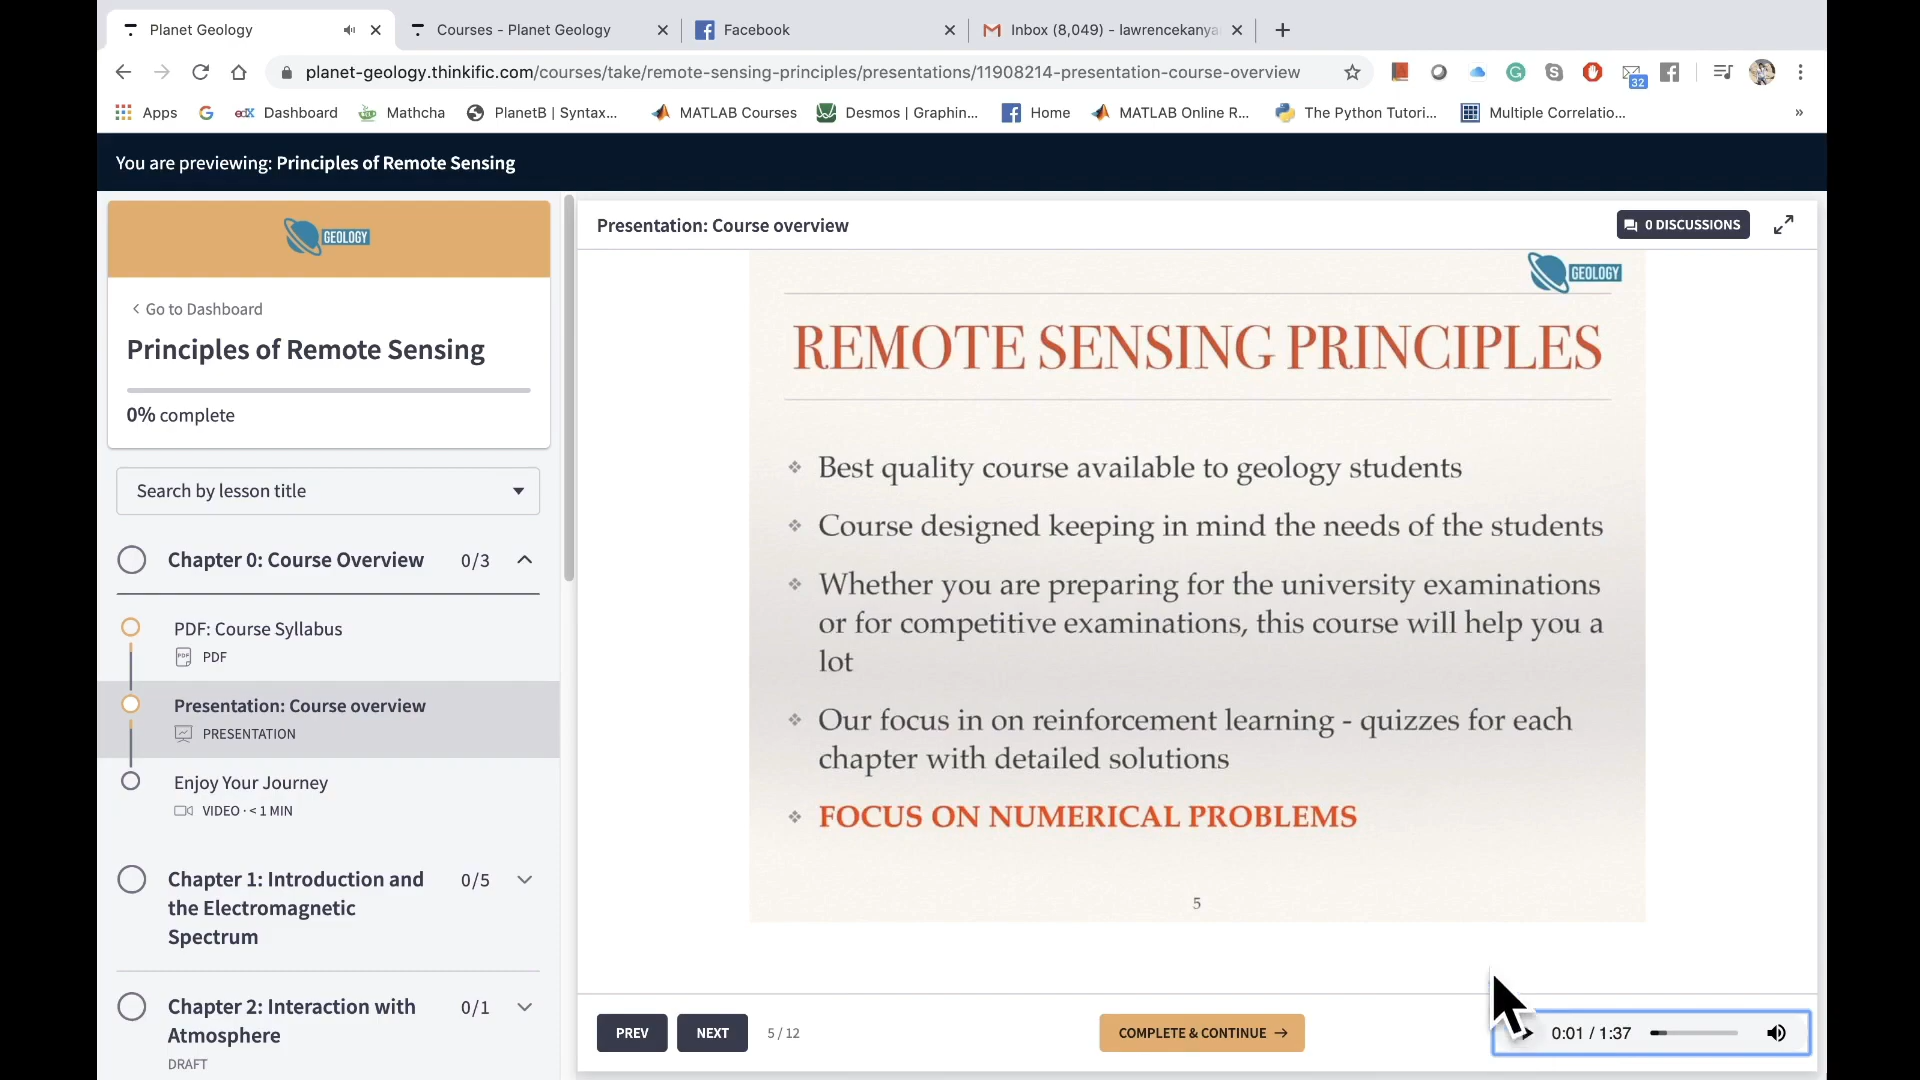 Planet Geology
Courses - Planet Geology
Facebook
Inbox (8,049) - lawrencekanya
planet-geology.thinkific.com/courses/take/remote-sensing-principles/presentations/11908214-presentation-course-overview
32
Apps
edX Dashboard
Mathcha
PlanetB | Syntax...
MATLAB Courses
Desmos | Graphin...
Home
MATLAB Online R...
The Python Tutori...
Multiple Correlatio...
»
You are previewing: Principles of Remote Sensing
GEOLOGY
Go to Dashboard
Principles of Remote Sensing
0% complete
Search by lesson title
Chapter 0: Course Overview 0/3
PDF: Course Syllabus
PDF
Presentation: Course overview
PRESENTATION
Enjoy Your Journey
VIDEO · < 1 MIN
Chapter 1: Introduction and 0/5
the Electromagnetic
Spectrum
Chapter 2: Interaction with 0/1
Atmosphere
DRAFT
Presentation: Course overview
0 DISCUSSIONS
GEOLOGY
REMOTE SENSING PRINCIPLES
Best quality course available to geology students
Course designed keeping in mind the needs of the students
Whether you are preparing for the university examinations
or for competitive examinations, this course will help you a
lot
Our focus in on reinforcement learning - quizzes for each
chapter with detailed solutions
FOCUS ON NUMERICAL PROBLEMS
5
PREV
NEXT
5 / 12
COMPLETE & CONTINUE →
0:01 / 1:37